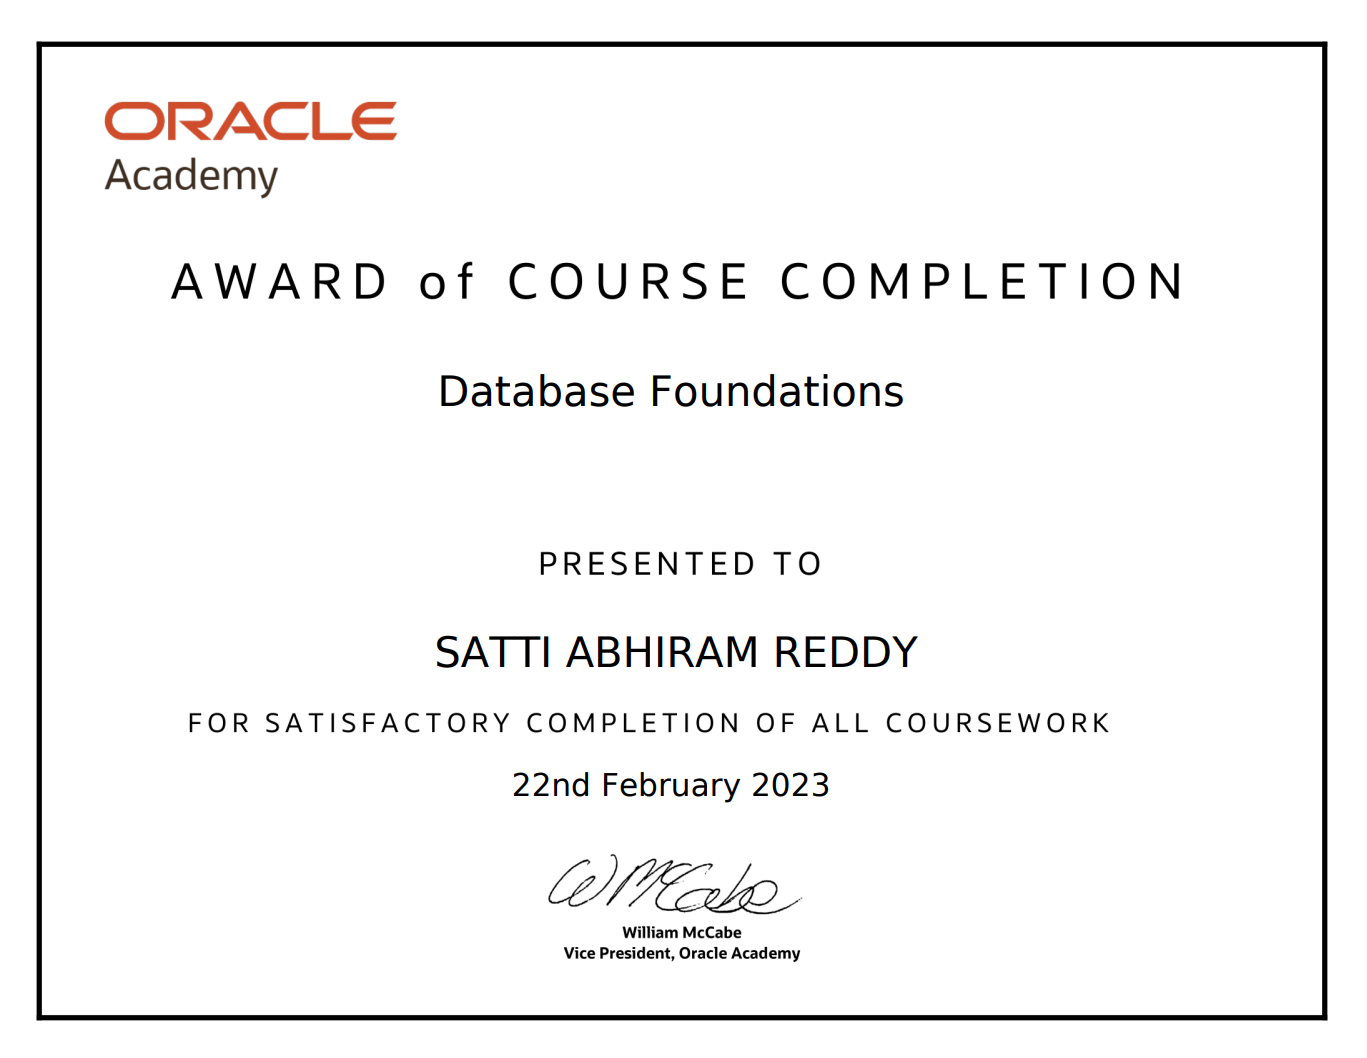 ORACLE
Academy
AWARD of COURSE COMPLETION
Database Foundations
PRESENTED TO
SATTI ABHIRAM REDDY
FOR SATISFACTORY COMPLETION OF ALL COURSEWORK
22nd February 2023
W McCabe
William McCabe
Vice President, Oracle Academy